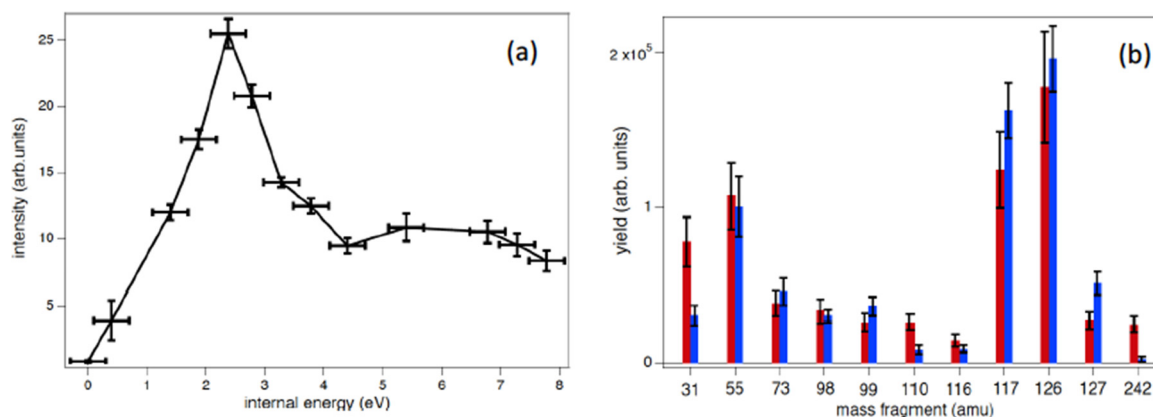 (a)
25
20
15
10
5
intensity (arb.units)
0 1 2 3 4 5 6 7 8
internal energy (eV)
(b)
2 x10⁵
1
0
yield (arb. units)
31 55 73 98 99 110 116 117 126 127 242
mass fragment (amu)